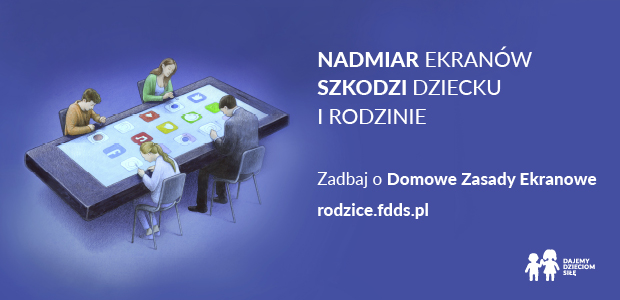 NADMIAR EKRANÓW
SZKODZI DZIECKU
I RODZINIE
Zadbaj o Domowe Zasady Ekranowe
rodzice.fdds.pl
DAJEMY
DZIECIOM
SIŁĘ